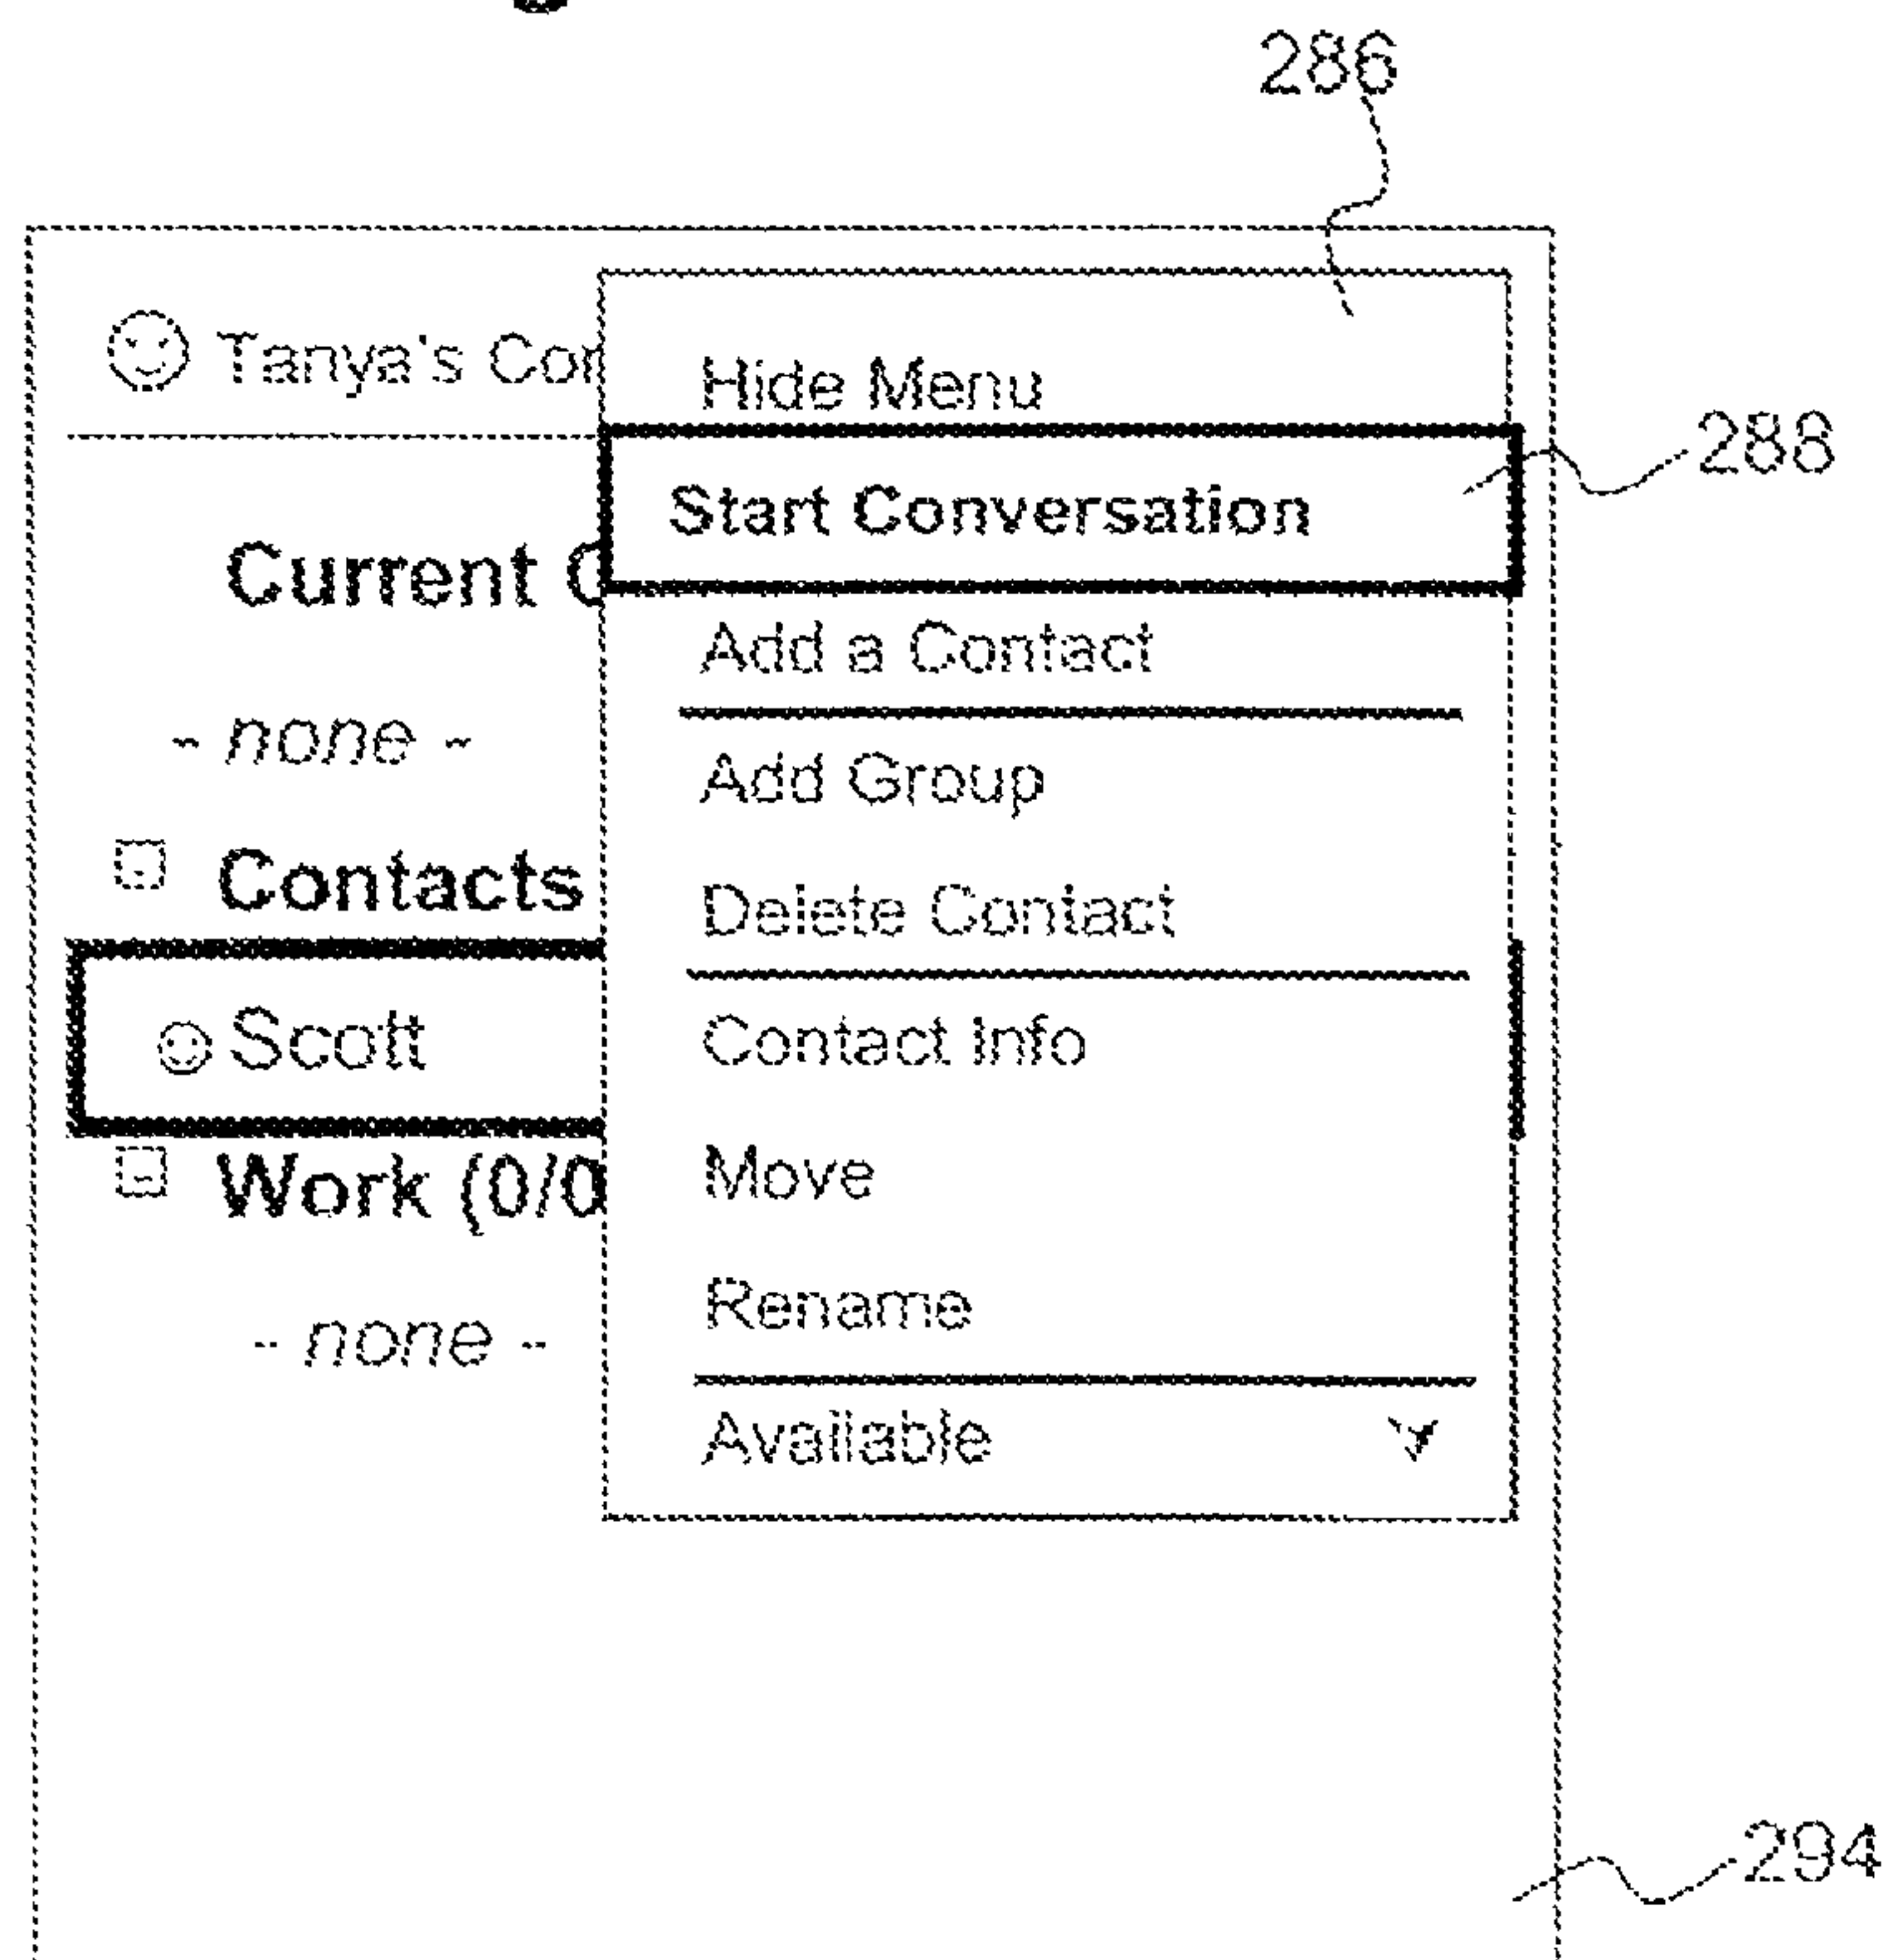 286
Tanya's Con
Hide Menu
288
Start Conversation
Current C
Add a Contact
- none -
Add Group
Contacts
Delete Contact
Scott
Contact Info
Work (0/0
Move
Rename
- none -
Available
294